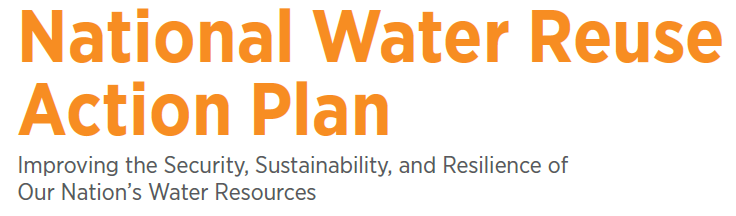 National Water Reuse
Action Plan
Improving the Security, Sustainability, and Resilience of
Our Nation’s Water Resources